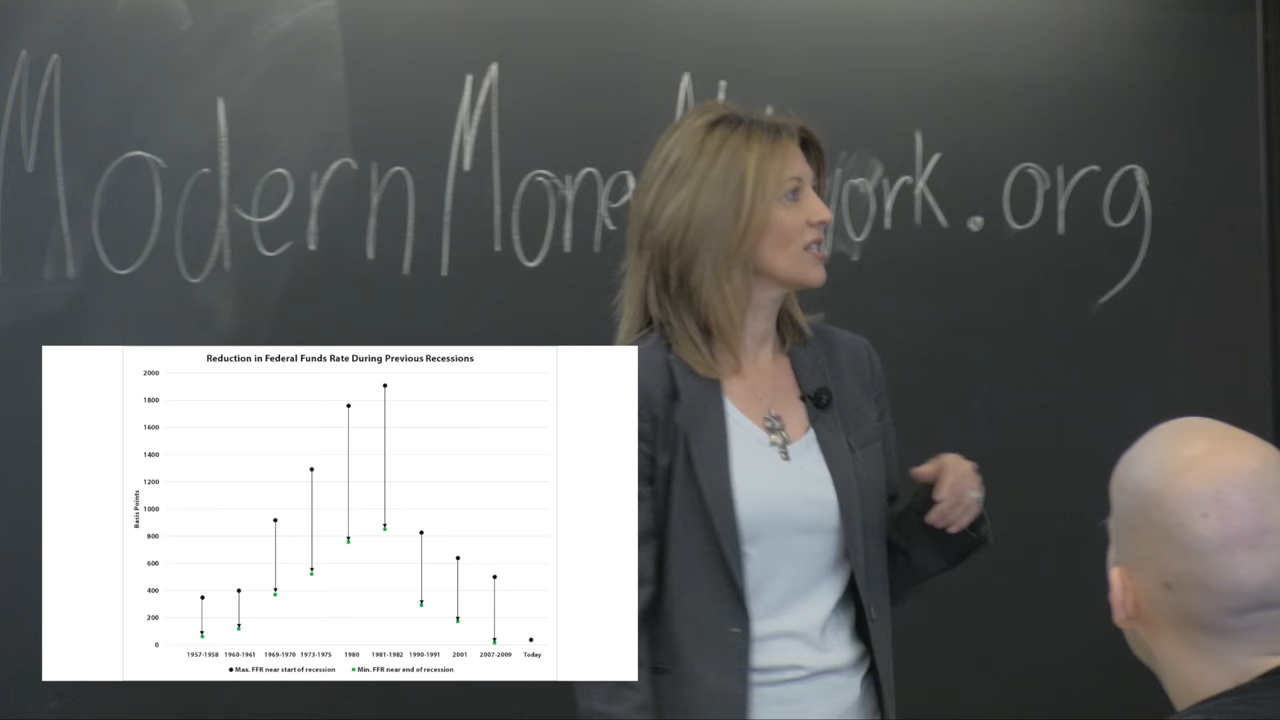 ModernMone work.org
Reduction in Federal Funds Rate During Previous Recessions
2000
1800
1600
1400
1200
1000
800
600
400
200
0
Basis Points
1957-1958 1960-1961 1969-1970 1973-1975 1980 1981-1982 1990-1991 2001 2007-2009 Today
Max. FFR near start of recession Min. FFR near end of recession